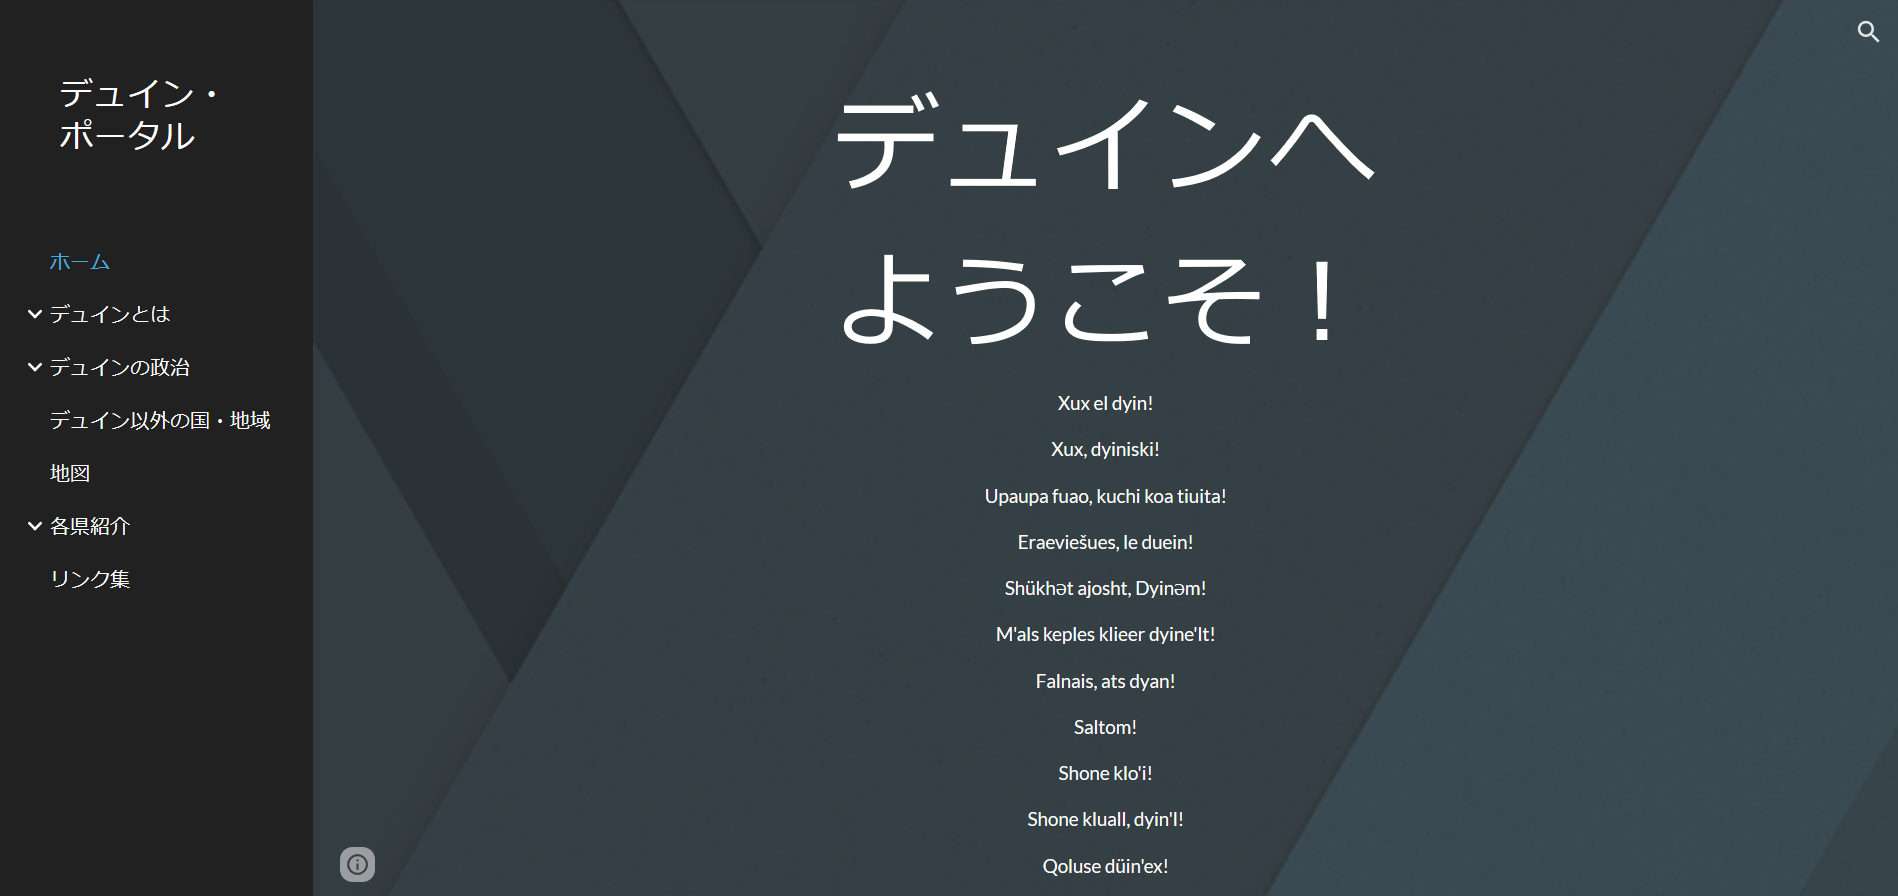 デュイン・
ポータル
ホーム
デュインとは
デュインの政治
デュイン以外の国・地域
地図
各県紹介
リンク集
デュインへ
ようこそ！
Xux el dyin!
Xux, dyiniski!
Upaupa fuao, kuchi koa tiuita!
Eraeviešues, le duein!
Shükhət ajosht, Dyinəm!
M'als keples klieer dyine'lt!
Falnais, ats dyan!
Saltom!
Shone klo'i!
Shone kluall, dyin'l!
Qoluse düin'ex!